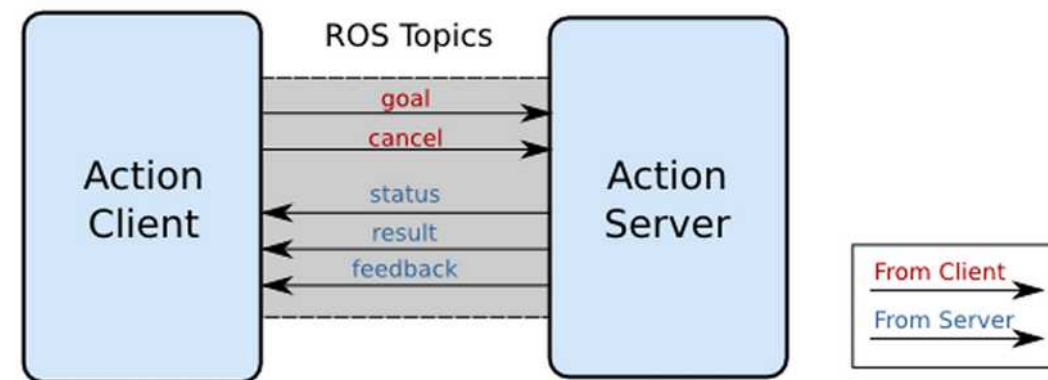 ROS Topics
goal
cancel
Action
Client
status
result
feedback
Action
Server
From Client
From Server